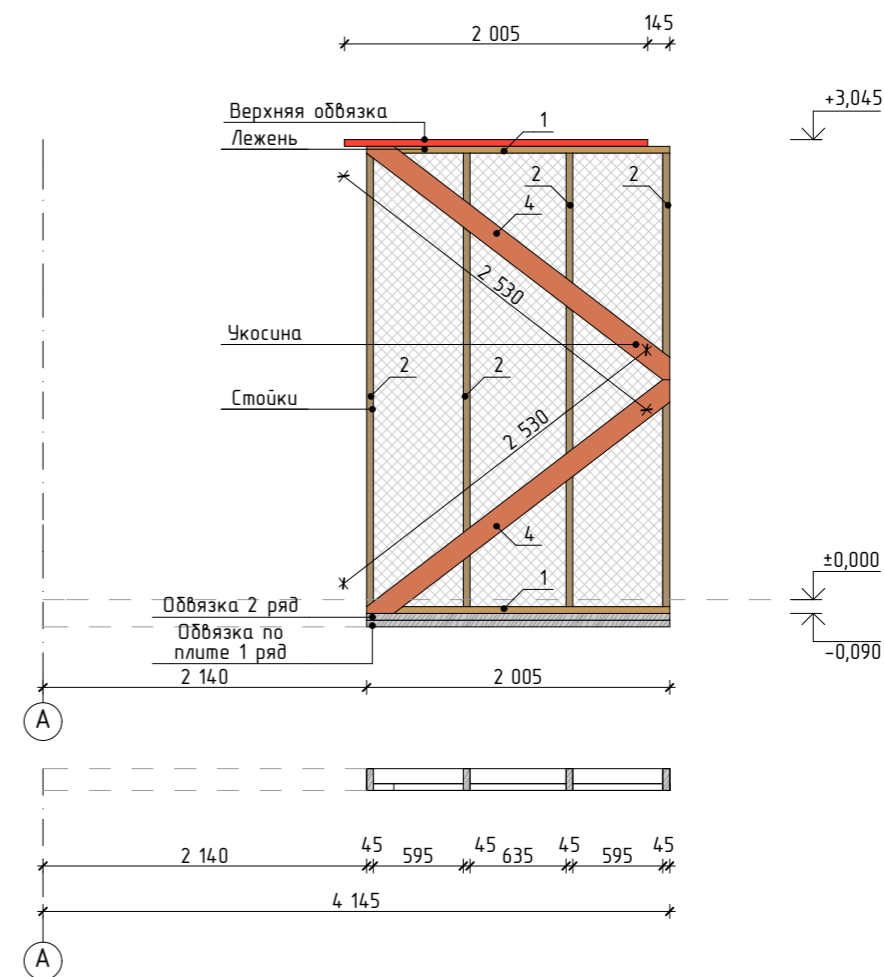 2 005
145
+3,045
Верхняя обвязка
1
Лежень
2
2
4
2 530
Укосина
2
2
Стойки
2 530
4
±0,000
1
Обвязка 2 ряд
Обвязка по
плите 1 ряд
-0,090
2 140
2 005
А
45
45
45
45
2 140
595
635
595
4 145
А